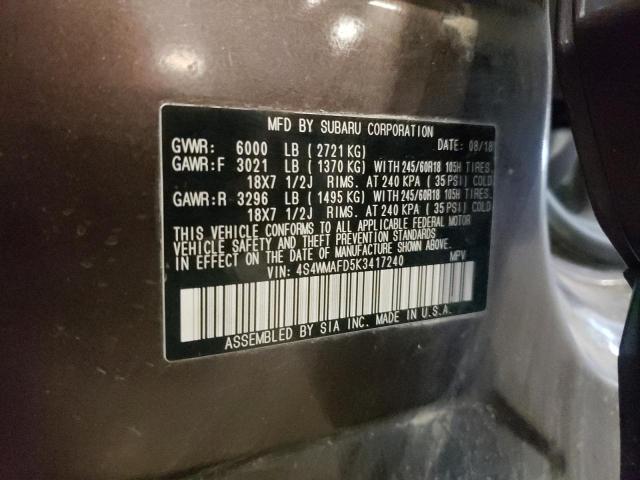 MFD BY SUBARU CORPORATION
GVWR: 6000 LB ( 2721 KG) DATE: 08/18
GAWR:F 3021 LB ( 1370 KG) WITH 245/60R18 105H TIRES.
18X7 1/2J RIMS. AT 240 KPA ( 35 PSI) COLD
GAWR:R 3296 LB ( 1495 KG) WITH 245/60R18 105H TIRES.
18X7 1/2J RIMS. AT 240 KPA ( 35 PSI) COLD
THIS VEHICLE CONFORMS TO ALL APPLICABLE FEDERAL MOTOR
VEHICLE SAFETY, BUMPER, AND THEFT PREVENTION STANDARDS
IN EFFECT ON THE DATE OF MANUFACTURE SHOWN ABOVE.
VIN: 4S4WMAFD5K3417240 MPV
ASSEMBLED BY SIA INC. MADE IN U.S.A.